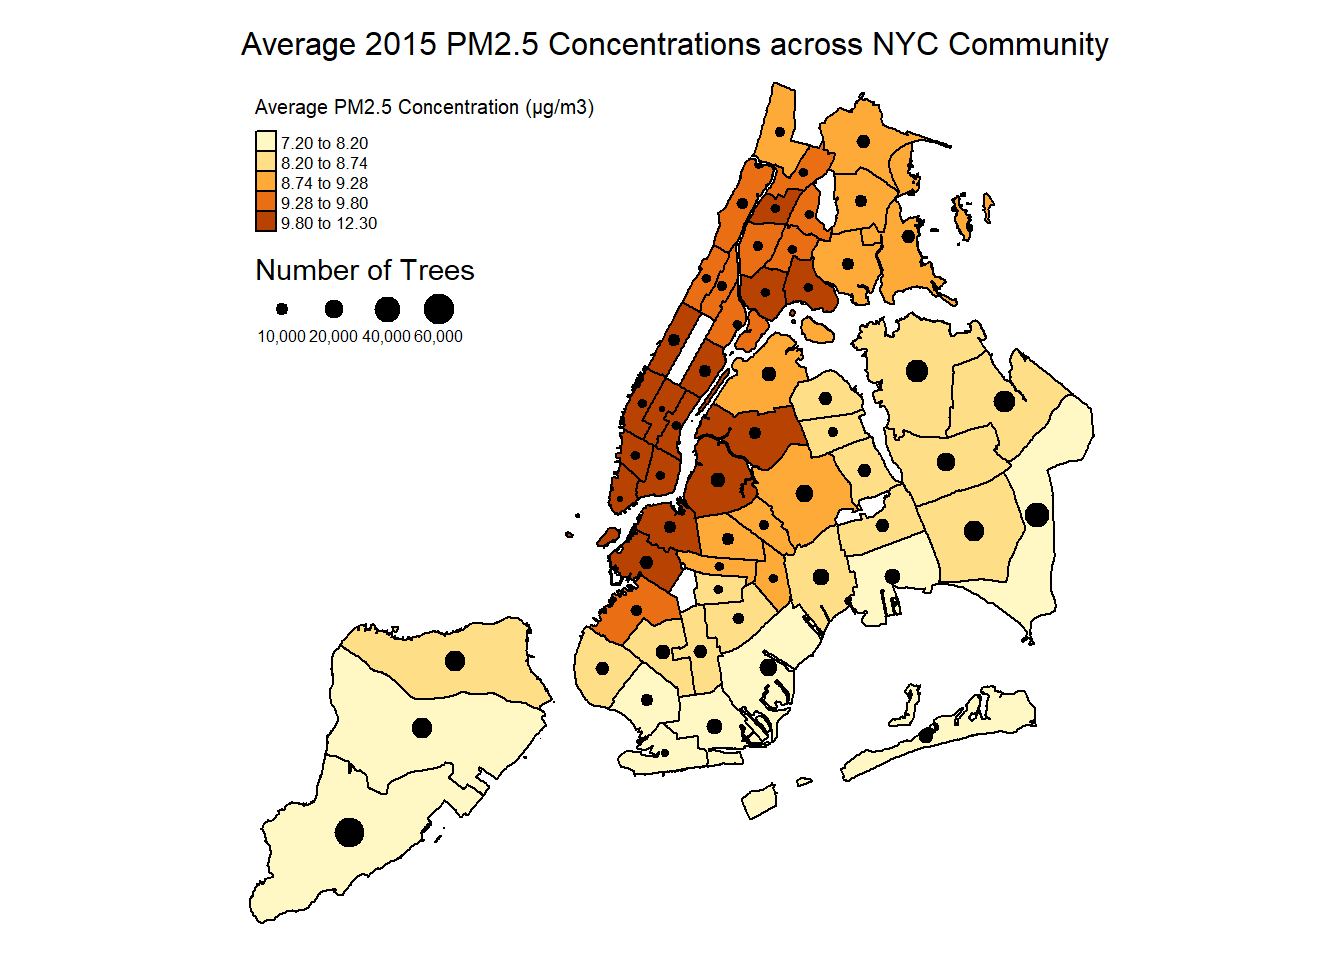 Average 2015 PM2.5 Concentrations across NYC Community
Average PM2.5 Concentration (µg/m3)
7.20 to 8.20
8.20 to 8.74
8.74 to 9.28
9.28 to 9.80
9.80 to 12.30
Number of Trees
10,000 20,000 40,000 60,000